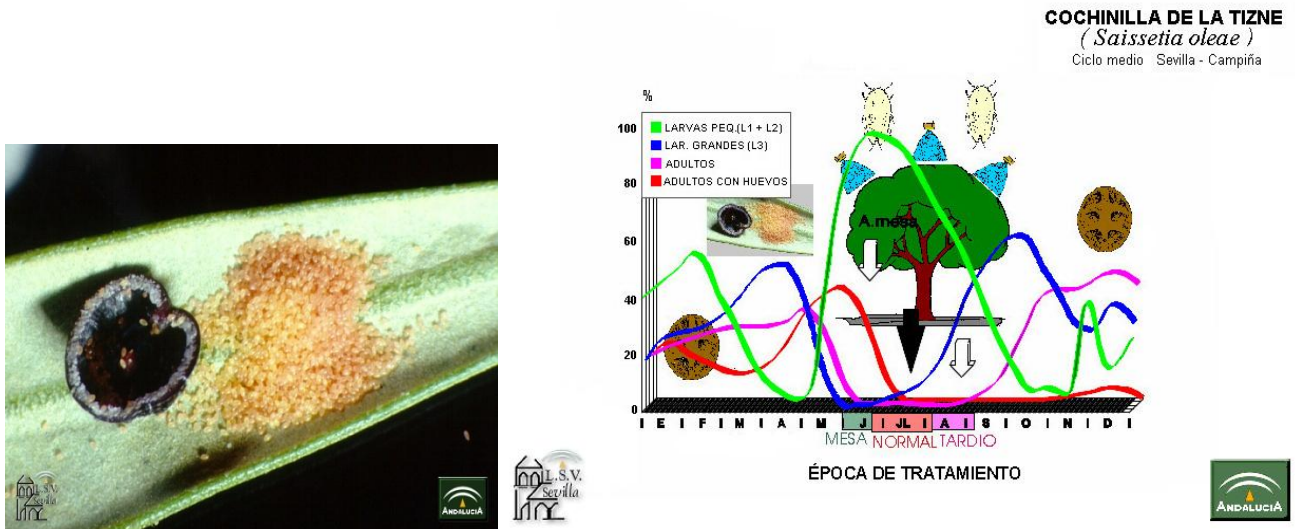 L.S.V.
Sevilla
ANDALUCIA
COCHINILLA DE LA TIZNE
( Saissetia oleae )
Ciclo medio Sevilla - Campiña
%
LARVAS PEQ.(L1 + L2)
LAR. GRANDES (L3)
ADULTOS
ADULTOS CON HUEVOS
100
80
60
40
20
0
A.mesa
I E I F I M I A I M I J I JL I A I S I O I N I D I
MESA NORMAL TARDIO
ÉPOCA DE TRATAMIENTO
L.S.V.
Sevilla
ANDALUCIA